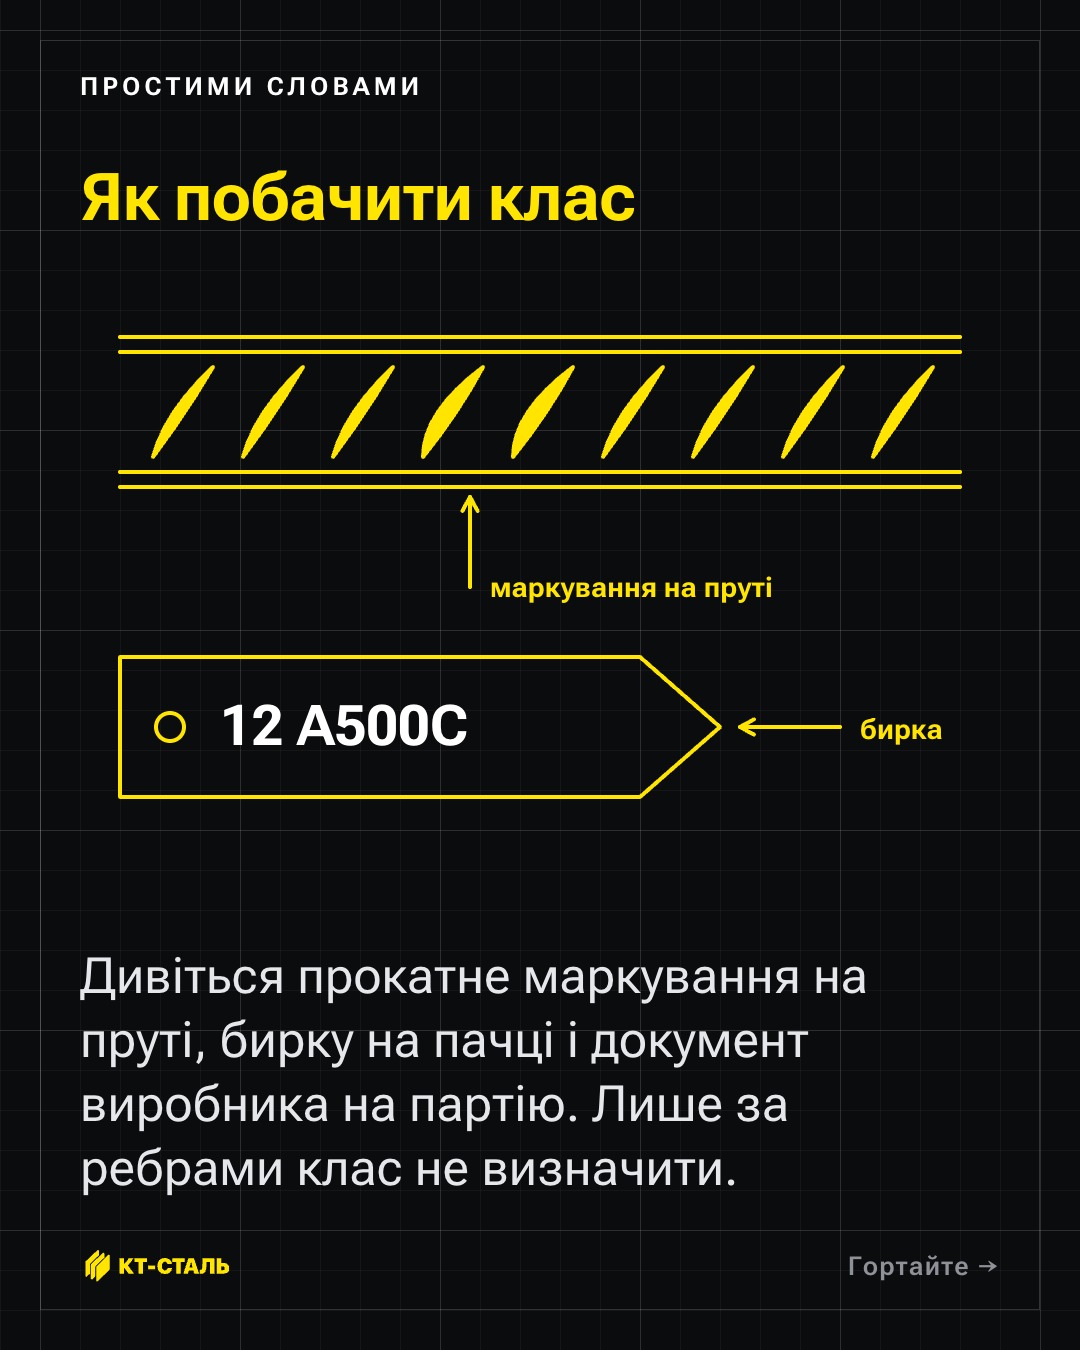 ПРОСТИМИ СЛОВАМИ
Як побачити клас
маркування на пруті
12 А500С
бирка
Дивіться прокатне маркування на
пруті, бирку на пачці і документ
виробника на партію. Лише за
ребрами клас не визначити.
КТ-СТАЛЬ
Гортайте →